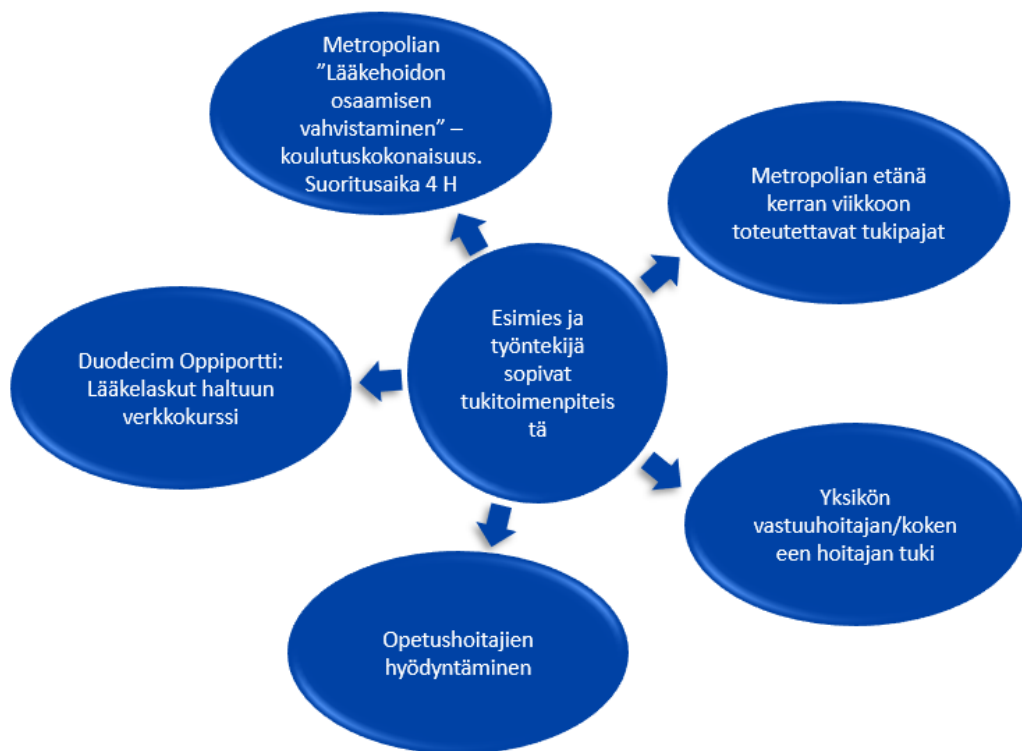 Metropolian
”Lääkehoidon
osaamisen
vahvistaminen” –
koulutuskokonaisuus.
Suoritusaika 4 H
Metropolian etänä
kerran viikkoon
toteutettavat tukipajat
Esimies ja
työntekijä
sopivat
tukitoimenpiteis
tä
Duodecim Oppiportti:
Lääkelaskut haltuun
verkkokurssi
Yksikön
vastuuhoitajan/koken
een hoitajan tuki
Opetushoitajien
hyödyntäminen